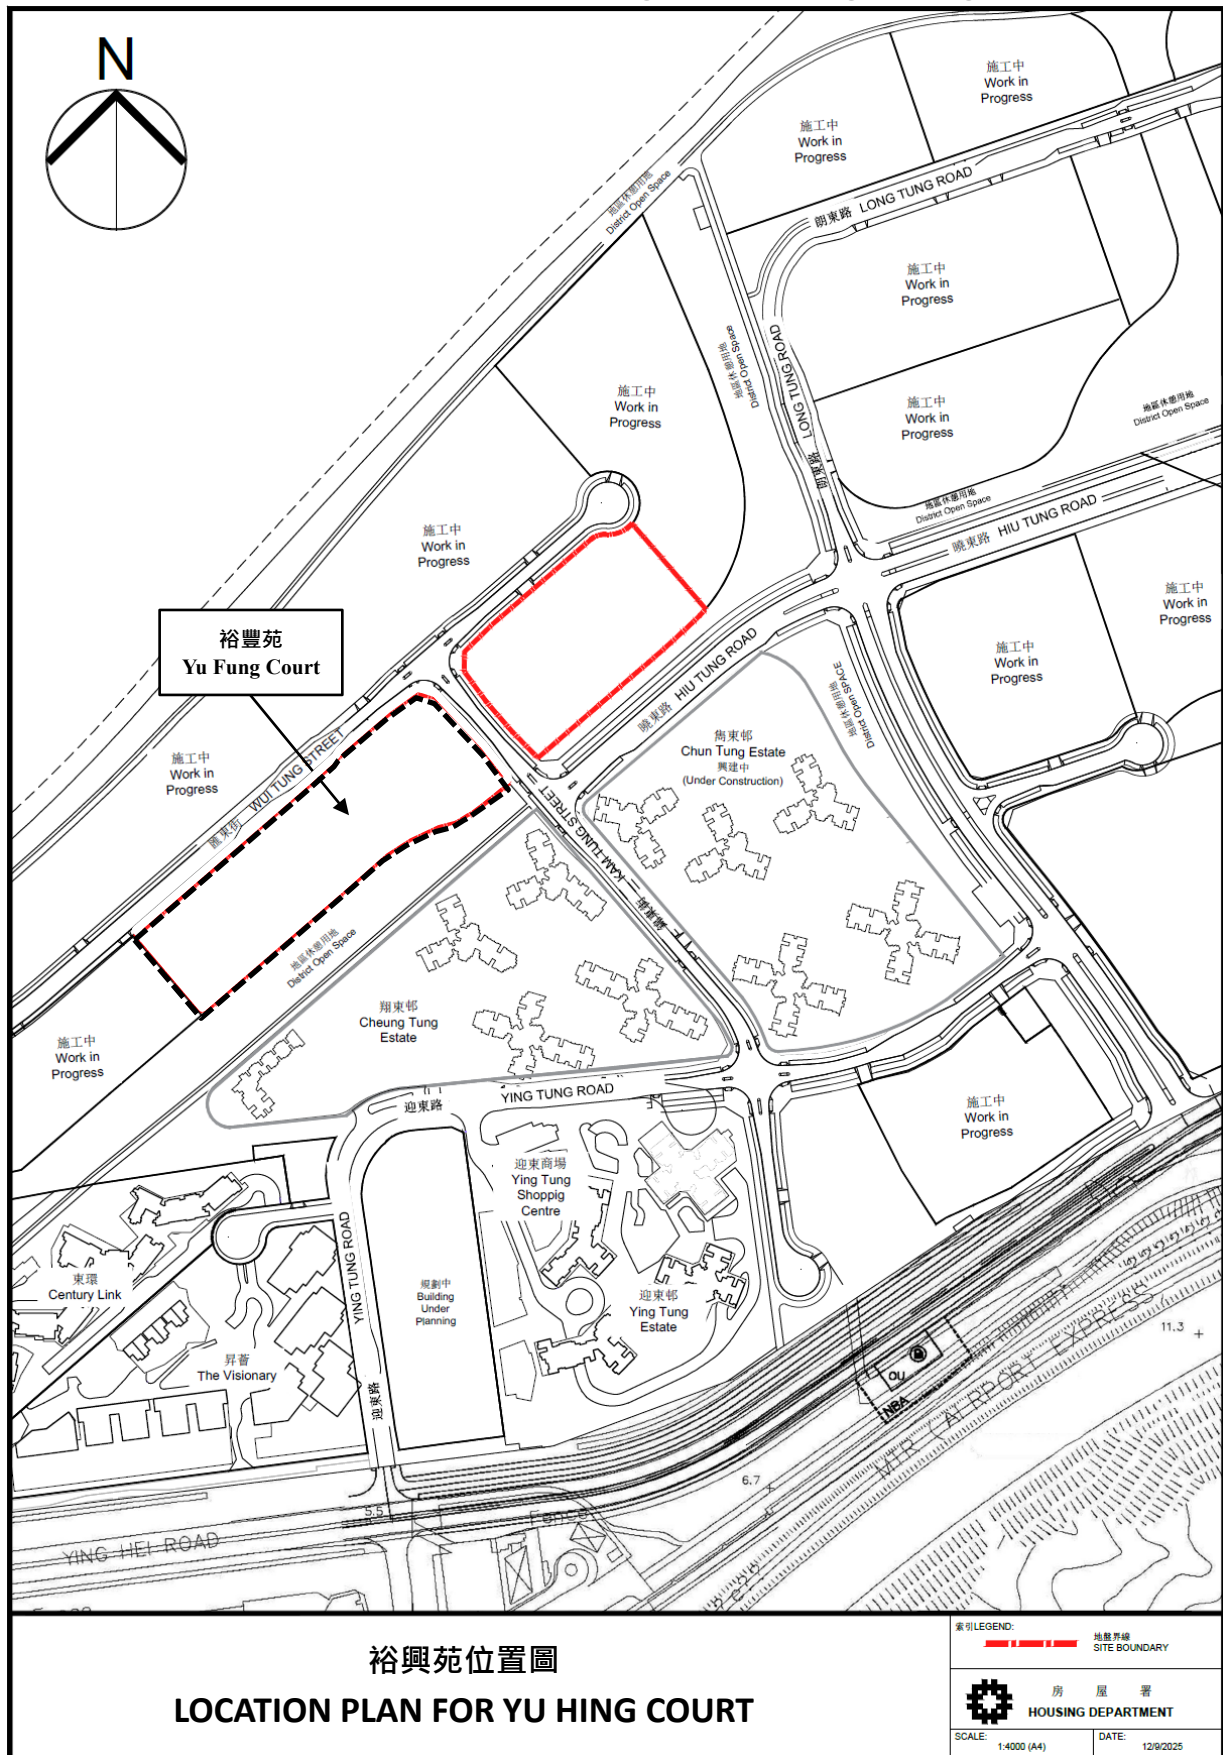 N
施工中
Work in
Progress
施工中
Work in
Progress
地區休憩用地
District Open Space
朗東路 LONG TUNG ROAD
施工中
Work in
Progress
地區休憩用地
District Open Space
朗東路 LONG TUNG ROAD
施工中
Work in
Progress
施工中
Work in
Progress
地區休憩用地
District Open Space
地區休憩用地
District Open Space
曉東路 HIU TUNG ROAD
施工中
Work in
Progress
施工中
Work in
Progress
施工中
Work in
Progress
裕豐苑
Yu Fung Court
曉東路 HIU TUNG ROAD
地區休憩用地
District Open SPACE
雋東邨
Chun Tung Estate
興建中
(Under Construction)
施工中
Work in
Progress
匯東街 WUI TUNG STREET
錦東街 KAM TUNG STREET
地區休憩用地
District Open Space
翔東邨
Cheung Tung
Estate
施工中
Work in
Progress
迎東路 YING TUNG ROAD
施工中
Work in
Progress
迎東商場
Ying Tung
Shoppig
Centre
東環
Century Link
迎東路 YING TUNG ROAD
規劃中
Building
Under
Planning
迎東邨
Ying Tung
Estate
昇薈
The Visionary
11.3
OU
NBA
MTR (AIRPORT EXPRESS)
6.7
5.5
Fence
YING HEI ROAD
裕興苑位置圖
LOCATION PLAN FOR YU HING COURT
索引LEGEND:
地盤界線
SITE BOUNDARY
房屋署
HOUSING DEPARTMENT
SCALE:
1:4000 (A4)
DATE:
12/9/2025